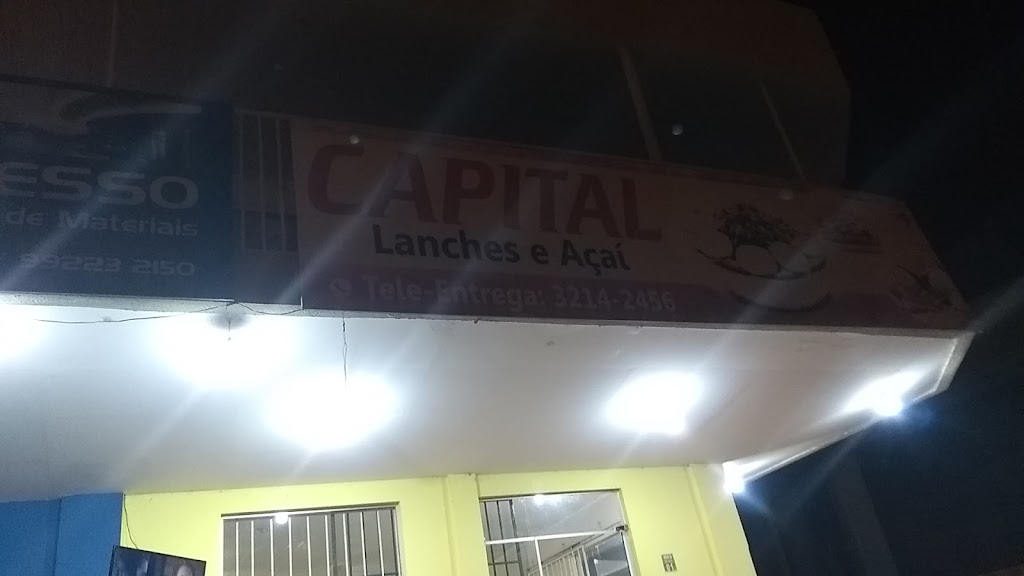 ESSO
de Materiais
99223 2150
CAPITAL
Lanches e Açaí
Tele-Entrega: 3214-2456